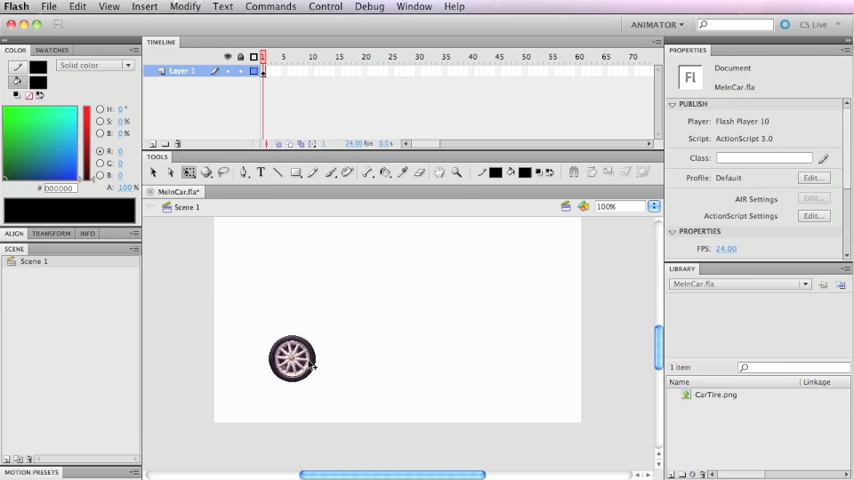 Flash File Edit View Insert Modify Text Commands Control Debug Window Help
ANIMATOR CS Live
COLOR SWATCHES
Solid color
H: 0 °
S: 0 %
B: 0 %
R: 0
G: 0
B: 0
# 000000 A: 100 %
ALIGN TRANSFORM INFO
SCENE
Scene 1
MOTION PRESETS
TIMELINE
1 5 10 15 20 25 30 35 40 45 50 55 60 65 70
Layer 1
1 24.00 fps 0.0 s
TOOLS
MeInCar.fla*
Scene 1 100%
PROPERTIES
Document
Fl
MeInCar.fla
PUBLISH
Player: Flash Player 10
Script: ActionScript 3.0
Class:
Profile: Default Edit...
AIR Settings Edit...
ActionScript Settings Edit...
PROPERTIES
FPS: 24.00
LIBRARY
MeInCar.fla
1 item
Name Linkage
CarTire.png